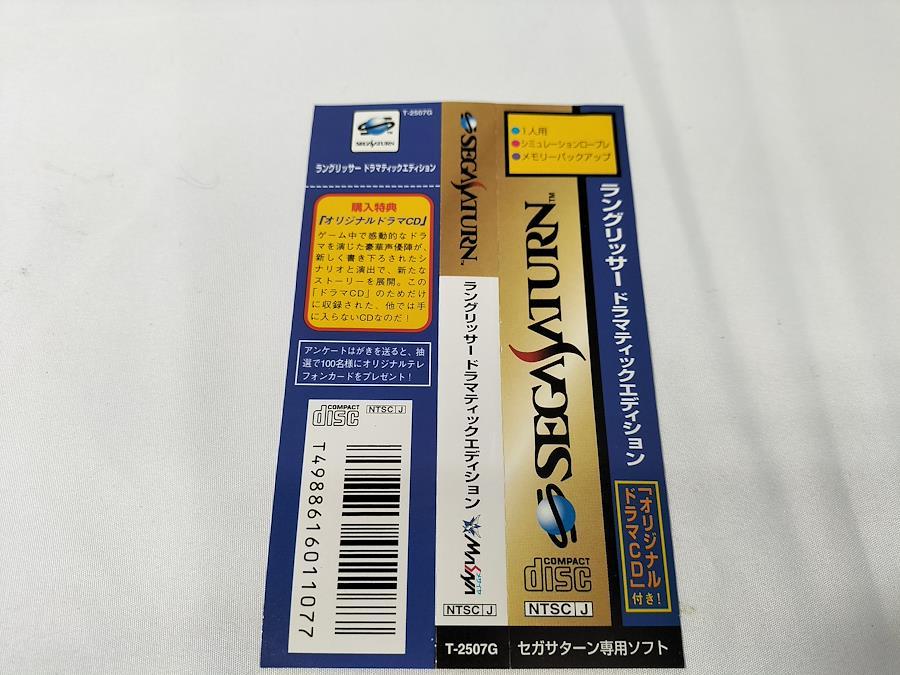 T-2507G
SEGA SATURN™
ラングリッサー ドラマティックエディション
購入特典
「オリジナルドラマCD」
ゲーム中で感動的なドラ
マを演じた豪華声優陣が、
新しく書き下ろされたシ
ナリオと演出で、新たな
ストーリーを展開。この
「ドラマCD」のためだけ
に収録された、他では手
に入らないCDなのだ！
アンケートはがきを送ると、抽
選で100名様にオリジナルテレ
フォンカードをプレゼント！
COMPACT
disc
NTSC J
T4988616011077
SEGA SATURN™
ラングリッサー ドラマティックエディション
MASAYA
メサイヤ
NTSC J
T-2507G
●1人用
●シミュレーションロープレ
●メモリーバックアップ
SEGA SATURN™
COMPACT
disc
NTSC J
ラングリッサー ドラマティックエディション
「オリジナル
ドラマCD」
付き！
セガサターン専用ソフト